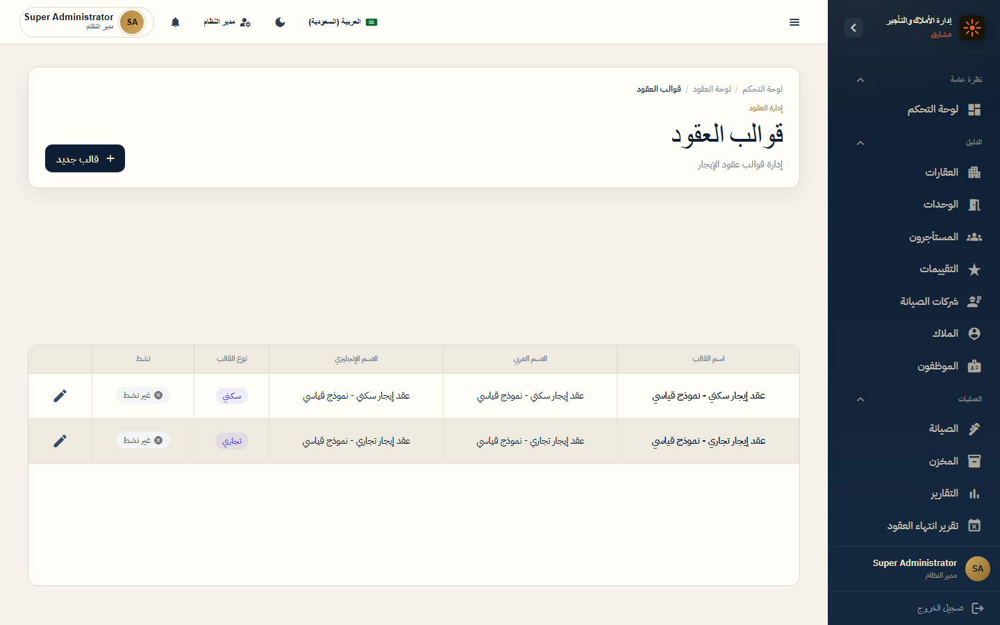 إدارة الأملاك والتأجير
مشارق
نظرة عامة
لوحة التحكم
الدليل
العقارات
الوحدات
المستأجرون
التقييمات
شركات الصيانة
الملاك
الموظفون
العمليات
الصيانة
المخزن
التقارير
تقرير انتهاء العقود
SA
Super Administrator
مدير النظام
تسجيل الخروج
العربية (السعودية)
مدير النظام
SA
Super Administrator
مدير النظام
لوحة التحكم / لوحة العقود / قوالب العقود
إدارة العقود
قوالب العقود
إدارة قوالب عقود الإيجار
+ قالب جديد
اسم القالب الاسم العربي الاسم الإنجليزي نوع القالب نشط
عقد إيجار سكني - نموذج قياسي عقد إيجار سكني - نموذج قياسي عقد إيجار سكني - نموذج قياسي سكني غير نشط
عقد إيجار تجاري - نموذج قياسي عقد إيجار تجاري - نموذج قياسي عقد إيجار تجاري - نموذج قياسي تجاري غير نشط